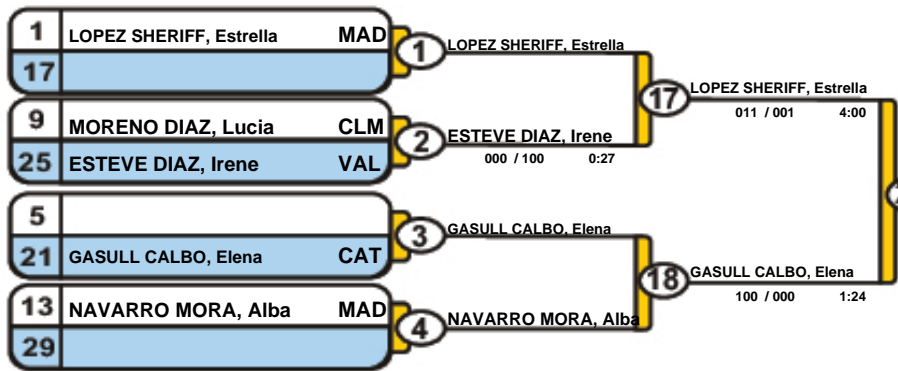 1 LOPEZ SHERIFF, Estrella MAD
17
1 LOPEZ SHERIFF, Estrella
9 MORENO DIAZ, Lucia CLM
25 ESTEVE DIAZ, Irene VAL
2 ESTEVE DIAZ, Irene
000 / 100 0:27
17 LOPEZ SHERIFF, Estrella
011 / 001 4:00
5
21 GASULL CALBO, Elena CAT
3 GASULL CALBO, Elena
13 NAVARRO MORA, Alba MAD
29
4 NAVARRO MORA, Alba
18 GASULL CALBO, Elena
100 / 000 1:24